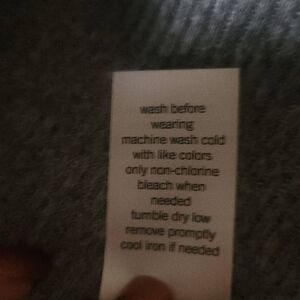 wash before
wearing
machine wash cold
with like colors
only non-chlorine
bleach when
needed
tumble dry low
remove promptly
cool iron if needed